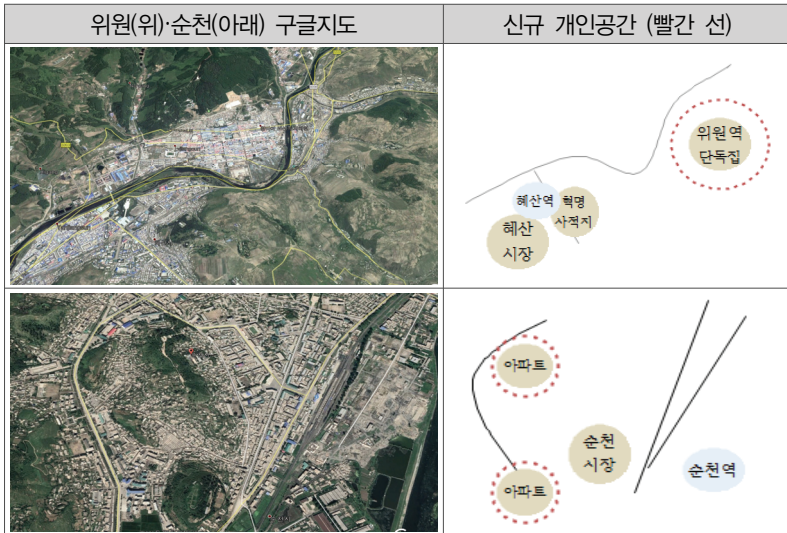 위원(위)·순천(아래) 구글지도
신규 개인공간 (빨간 선)
위원역
단독집
혜산역
혁명
사적지
혜산
시장
아파트
순천
시장
순천역
아파트